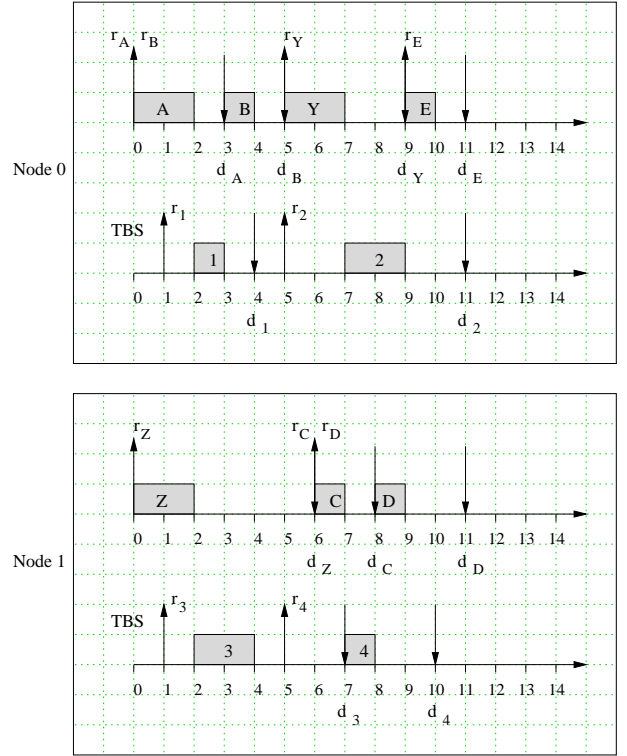 r A r B r Y r E
A B Y E
0 1 2 3 4 5 6 7 8 9 10 11 12 13 14
d A d B d Y d E
Node 0
TBS r 1 r 2
1 2
0 1 2 3 4 5 6 7 8 9 10 11 12 13 14
d 1 d 2
r Z r C r D
Z C D
0 1 2 3 4 5 6 7 8 9 10 11 12 13 14
d Z d C d D
Node 1
TBS r 3 r 4
3 4
0 1 2 3 4 5 6 7 8 9 10 11 12 13 14
d 3 d 4